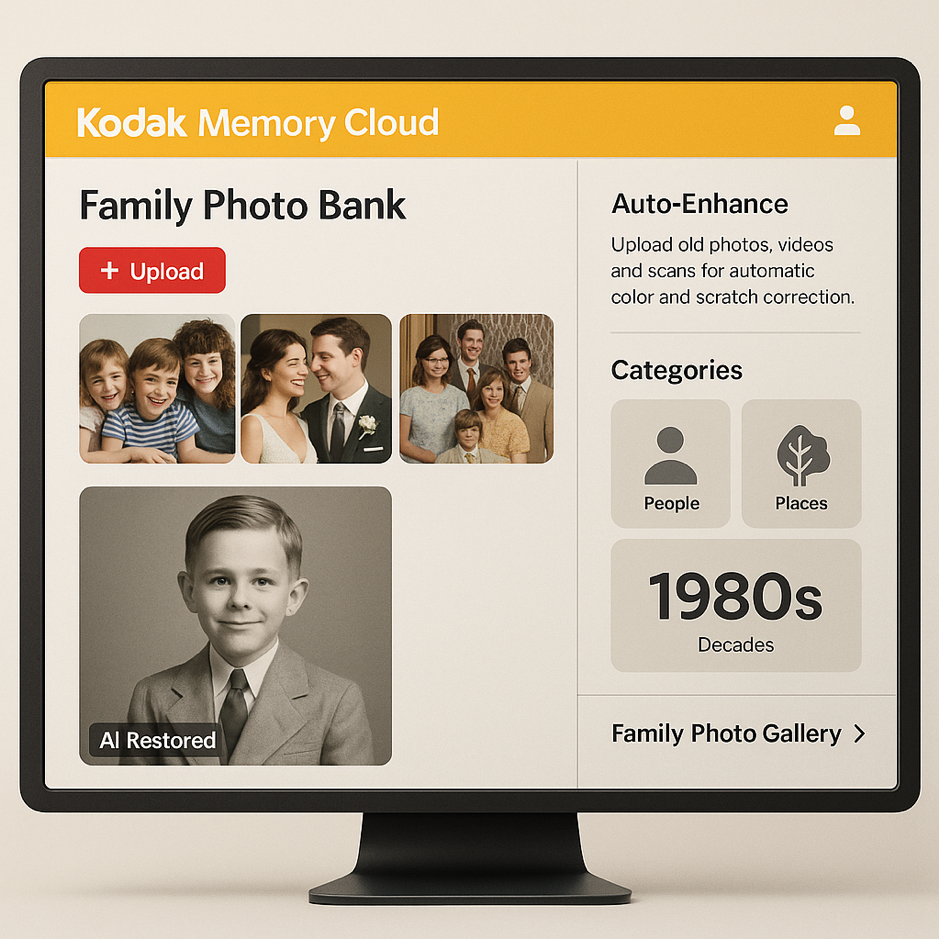 Kodak Memory Cloud
Family Photo Bank
+ Upload
AI Restored
Auto-Enhance
Upload old photos, videos
and scans for automatic
color and scratch correction.
Categories
People
Places
1980s
Decades
Family Photo Gallery >